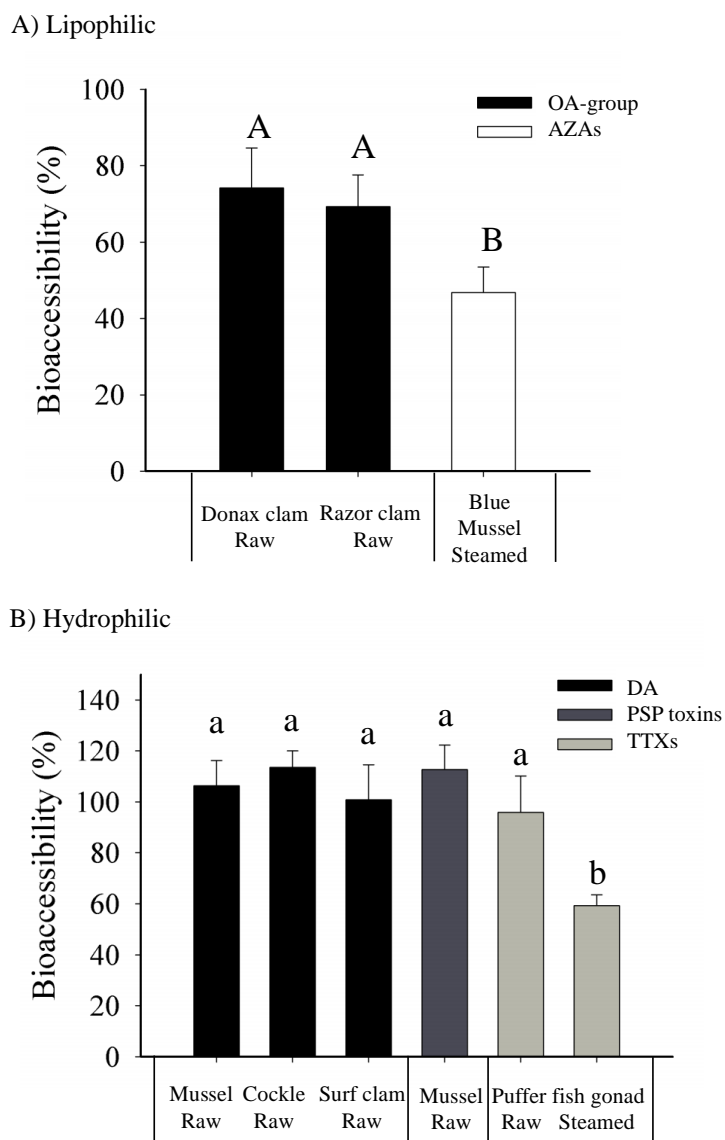 A) Lipophilic
100
80
60
40
20
0
Bioaccessibility (%)
OA-group
AZAs
A
A
B
Donax clam
Raw
Razor clam
Raw
Blue
Mussel
Steamed
B) Hydrophilic
140
120
100
80
60
40
20
0
Bioaccessibility (%)
DA
PSP toxins
TTXs
a
a
a
a
a
b
Mussel
Raw
Cockle
Raw
Surf clam
Raw
Mussel
Raw
Puffer fish gonad
Raw
Steamed